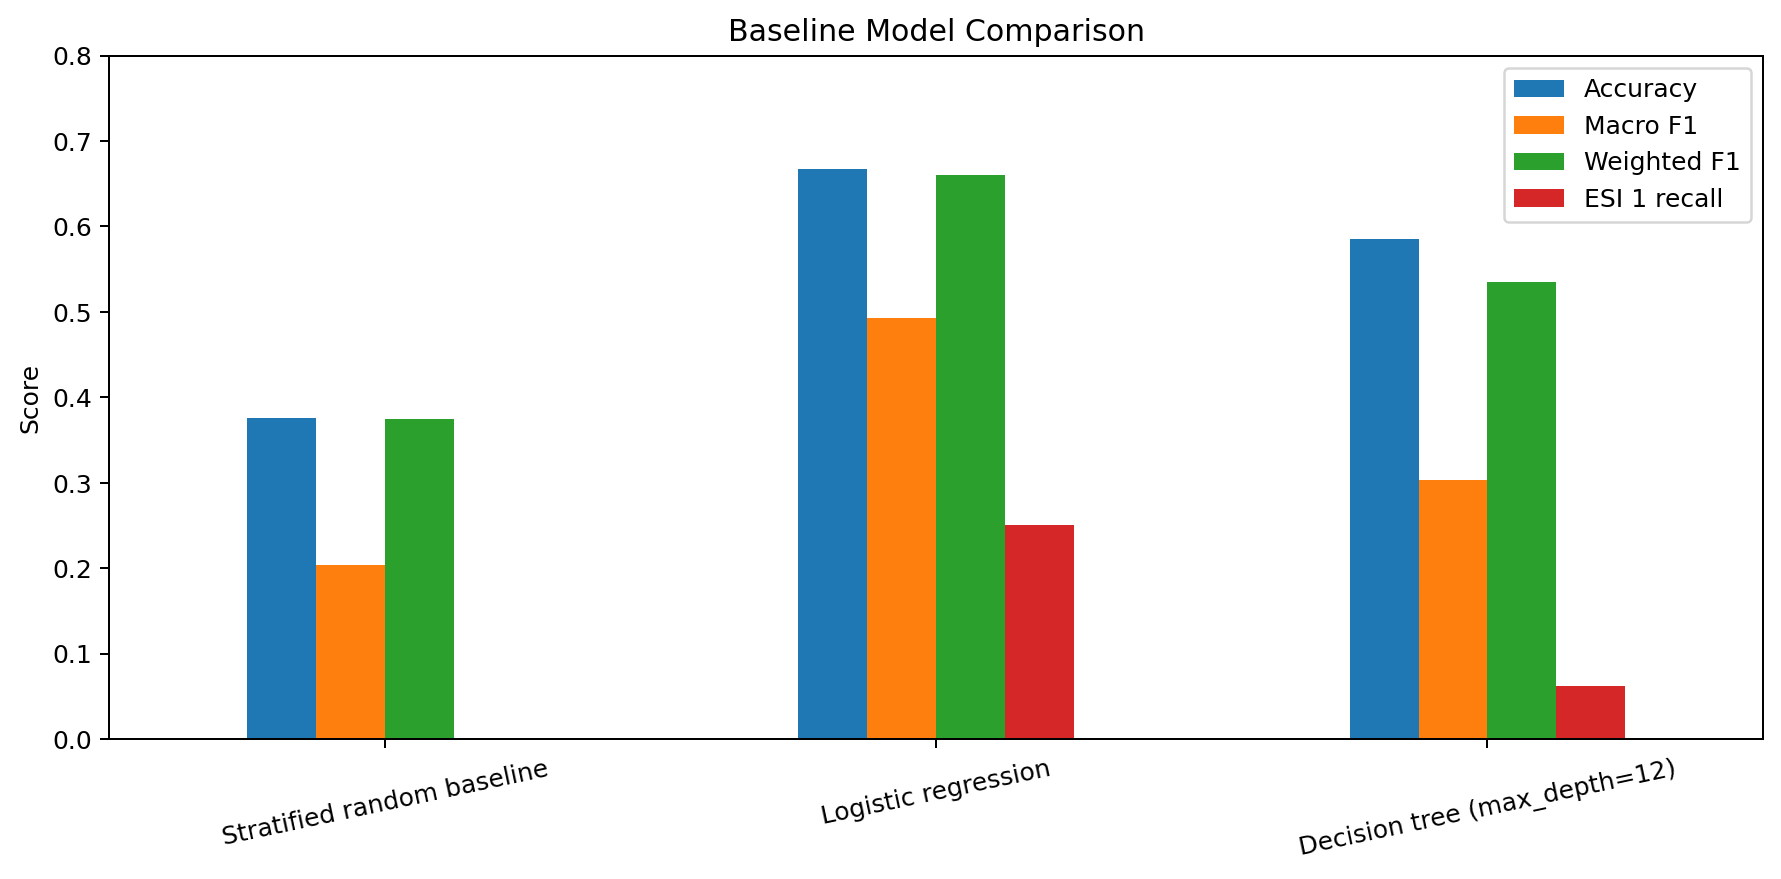 Baseline Model Comparison
0.8
0.7
0.6
0.5
0.4
0.3
0.2
0.1
0.0
Score
Accuracy
Macro F1
Weighted F1
ESI 1 recall
Stratified random baseline
Logistic regression
Decision tree (max_depth=12)